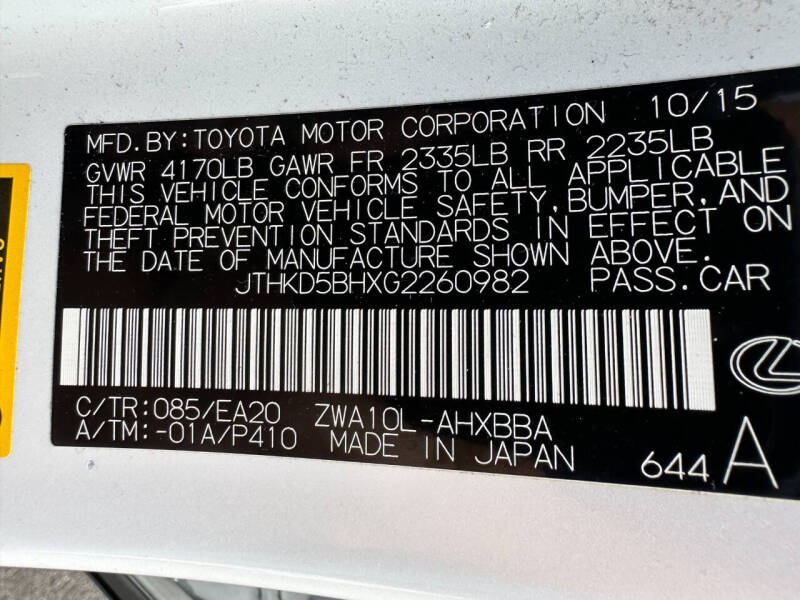 MFD.BY:TOYOTA MOTOR CORPORATION 10/15
GVWR 4170LB GAWR FR 2335LB RR 2235LB
THIS VEHICLE CONFORMS TO ALL APPLICABLE
FEDERAL MOTOR VEHICLE SAFETY, BUMPER, AND
THEFT PREVENTION STANDARDS IN EFFECT ON
THE DATE OF MANUFACTURE SHOWN ABOVE.
JTHKD5BHXG2260982 PASS.CAR
C/TR:085/EA20 ZWA10L-AHXBBA
A/TM:-01A/P410 MADE IN JAPAN
644 A